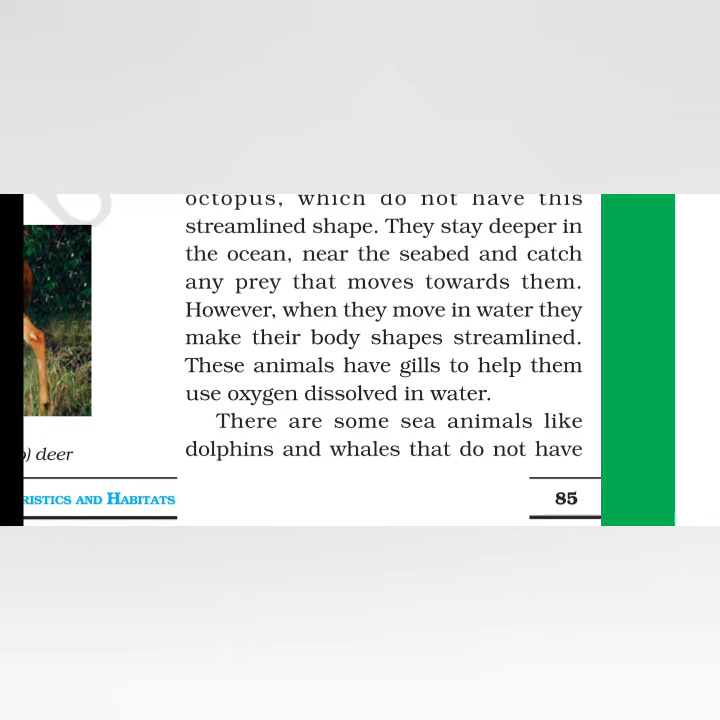 octopus, which do not have this
streamlined shape. They stay deeper in
the ocean, near the seabed and catch
any prey that moves towards them.
However, when they move in water they
make their body shapes streamlined.
These animals have gills to help them
use oxygen dissolved in water.
There are some sea animals like
dolphins and whales that do not have
) deer
RISTICS AND HABITATS
85